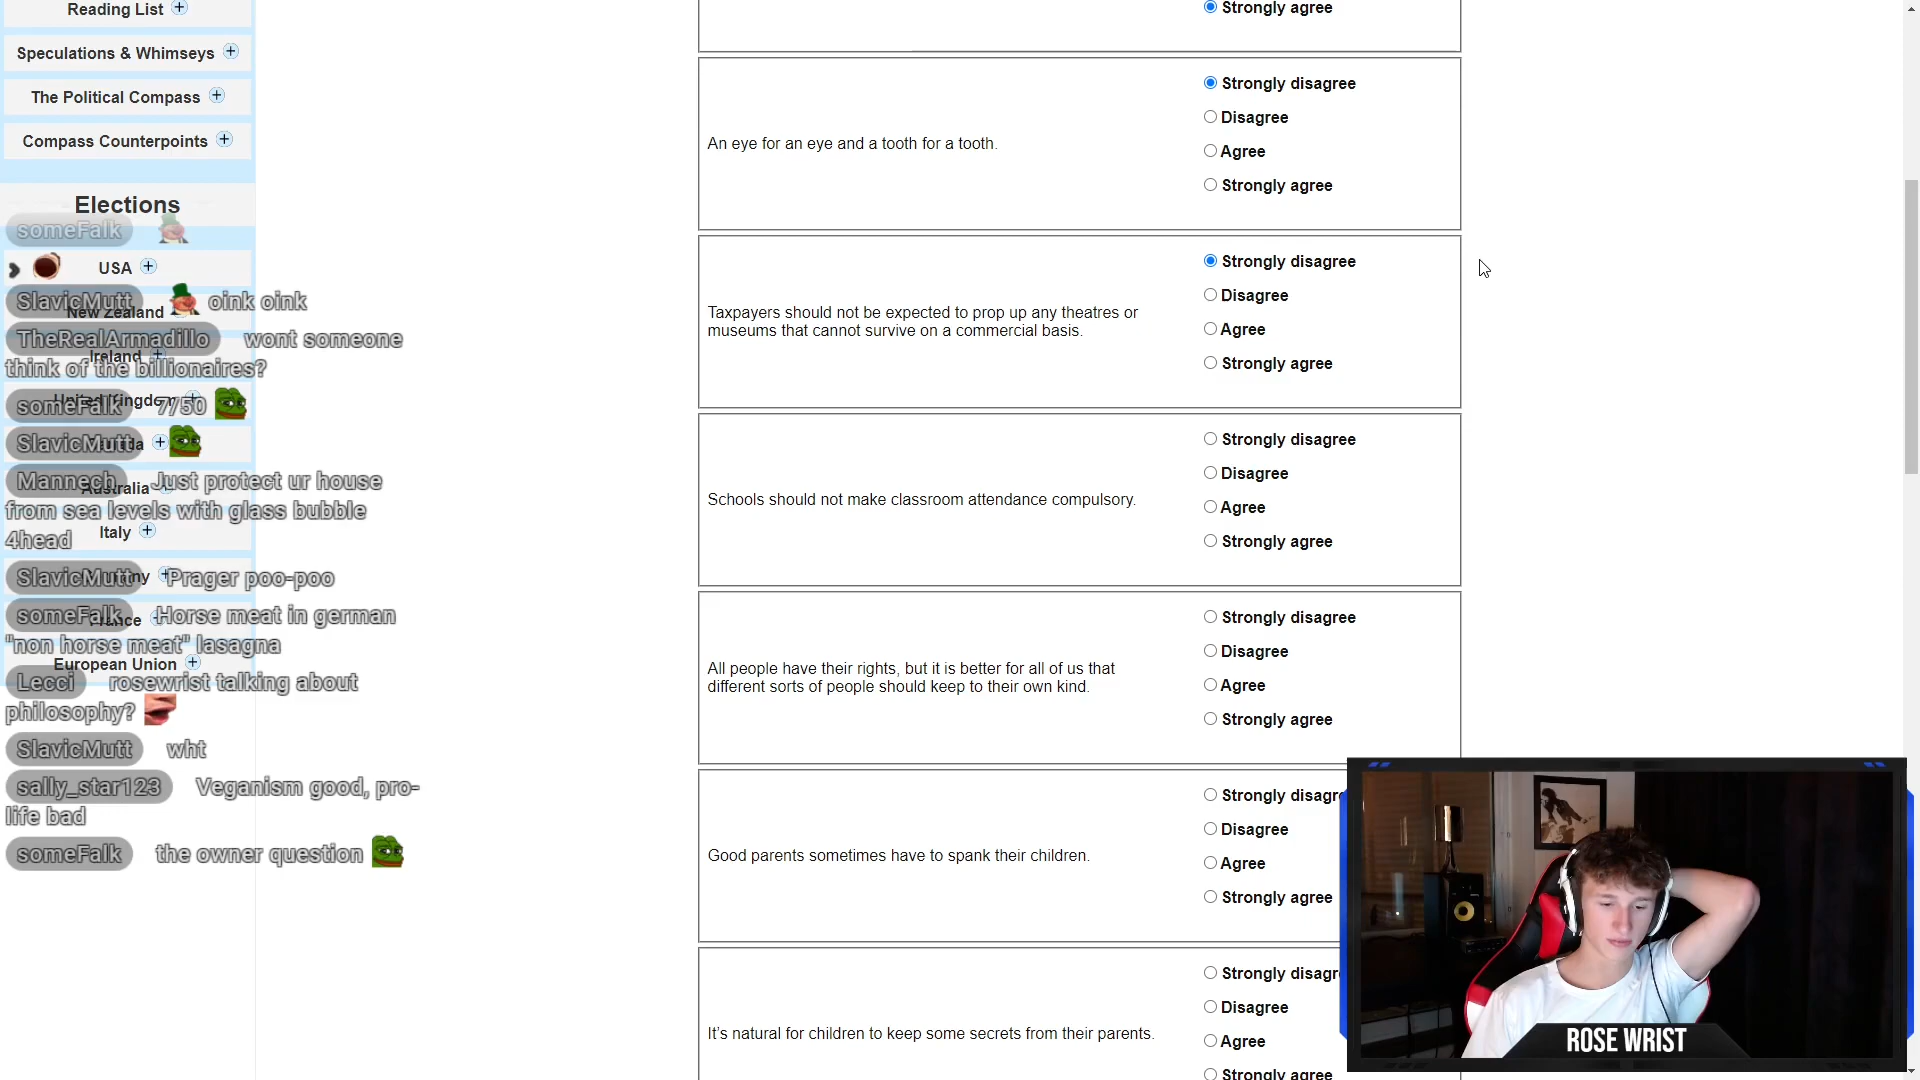 Reading List
Speculations & Whimseys
The Political Compass
Compass Counterpoints
Elections
someFalk
USA
SlavicMutt oink oink
New Zealand
TheRealArmadillo wont someone
think of the billionaires?
Ireland
United Kingdom
someFalk 7/50
SlavicMutt
Mannech Just protect ur house
Australia
from sea levels with glass bubble
4head
Italy
SlavicMutt Prager poo-poo
someFalk Horse meat in german
"non horse meat" lasagna
European Union
Lecci rosewrist talking about
philosophy?
SlavicMutt wht
sally_star123 Veganism good, pro-
life bad
someFalk the owner question
Strongly agree
An eye for an eye and a tooth for a tooth.
Strongly disagree
Disagree
Agree
Strongly agree
Taxpayers should not be expected to prop up any theatres or
museums that cannot survive on a commercial basis.
Strongly disagree
Disagree
Agree
Strongly agree
Schools should not make classroom attendance compulsory.
Strongly disagree
Disagree
Agree
Strongly agree
All people have their rights, but it is better for all of us that
different sorts of people should keep to their own kind.
Strongly disagree
Disagree
Agree
Strongly agree
Good parents sometimes have to spank their children.
Strongly disagre
Disagree
Agree
Strongly agree
It's natural for children to keep some secrets from their parents.
Strongly disagre
Disagree
Agree
Strongly agree
ROSE WRIST